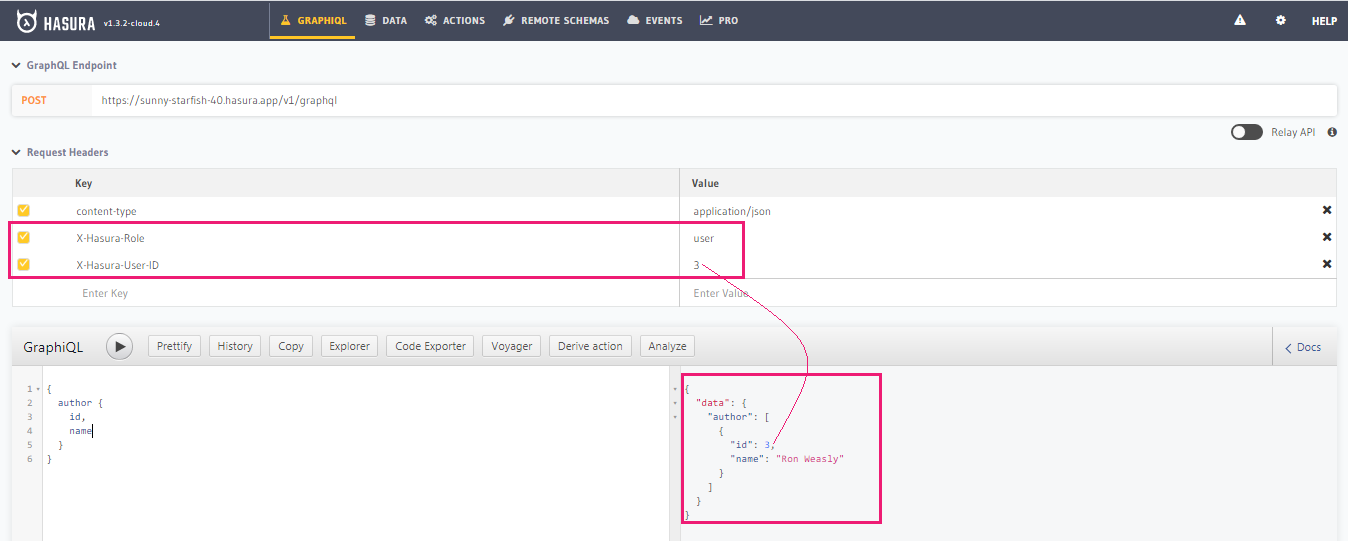 HASURA v1.3.2-cloud.4 GRAPHIQL DATA ACTIONS REMOTE SCHEMAS EVENTS PRO HELP
GraphQL Endpoint
POST https://sunny-starfish-40.hasura.app/v1/graphql
Relay API
Request Headers
Key Value
content-type application/json
X-Hasura-Role user
X-Hasura-User-ID 3
Enter Key Enter Value
GraphiQL Prettify History Copy Explorer Code Exporter Voyager Derive action Analyze Docs
1 {
2 author {
3 id,
4 name
5 }
6 }
{
"data": {
"author": [
{
"id": 3,
"name": "Ron Weasly"
}
]
}
}